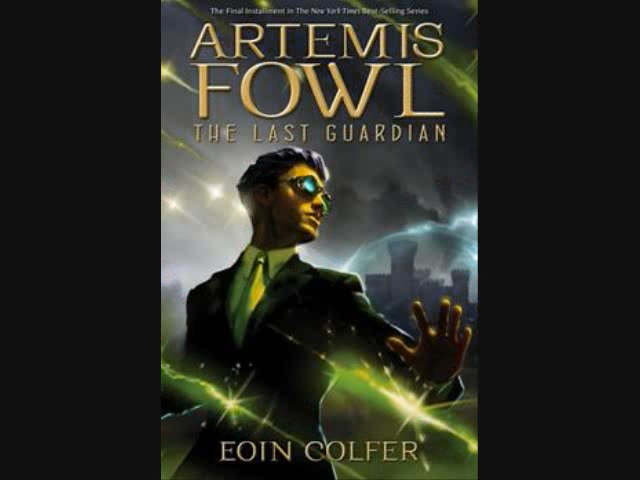 The Final Installment in The New York Times Best-Selling Series
ARTEMIS
FOWL
THE LAST GUARDIAN
EOIN COLFER